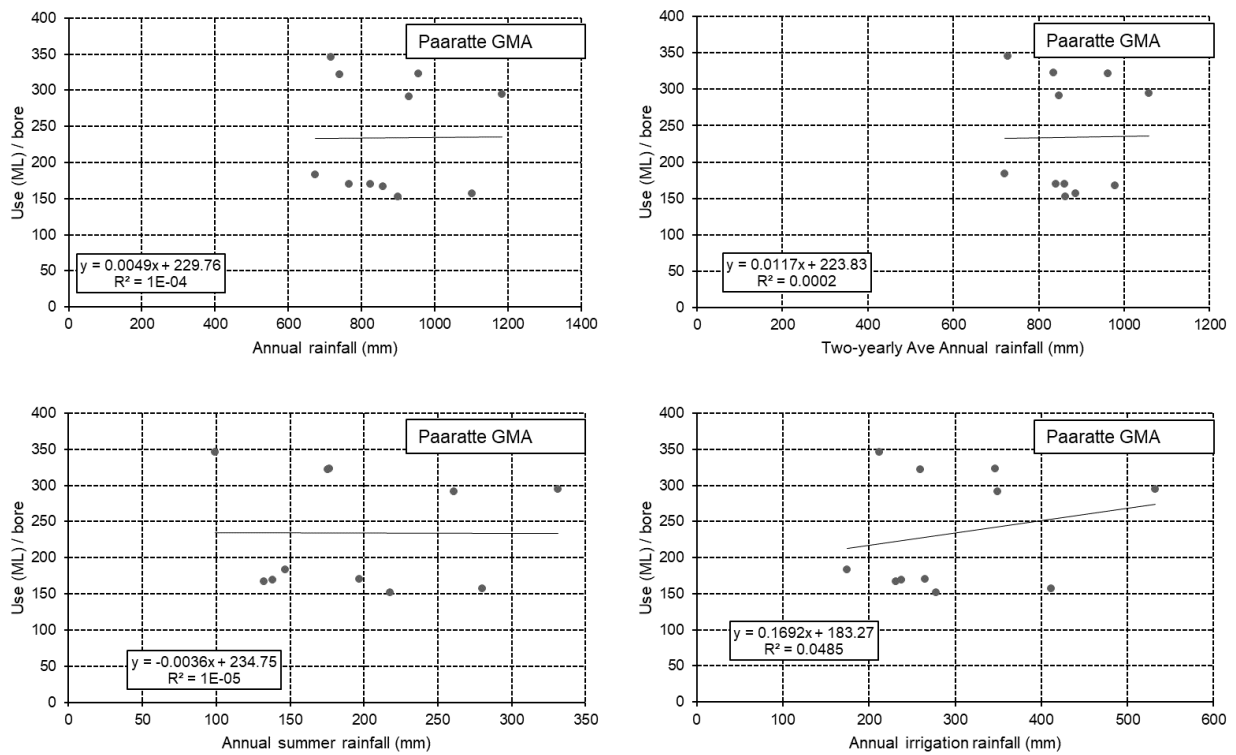 Paaratte GMA
Use (ML) / bore
400
350
300
250
200
150
100
50
0
y = 0.0049x + 229.76
R² = 1E-04
0 200 400 600 800 1000 1200 1400
Annual rainfall (mm)
Paaratte GMA
Use (ML) / bore
400
350
300
250
200
150
100
50
0
y = 0.0117x + 223.83
R² = 0.0002
0 200 400 600 800 1000 1200
Two-yearly Ave Annual rainfall (mm)
Paaratte GMA
Use (ML) / bore
400
350
300
250
200
150
100
50
0
y = -0.0036x + 234.75
R² = 1E-05
0 50 100 150 200 250 300 350
Annual summer rainfall (mm)
Paaratte GMA
Use (ML) / bore
400
350
300
250
200
150
100
50
0
y = 0.1692x + 183.27
R² = 0.0485
0 100 200 300 400 500 600
Annual irrigation rainfall (mm)